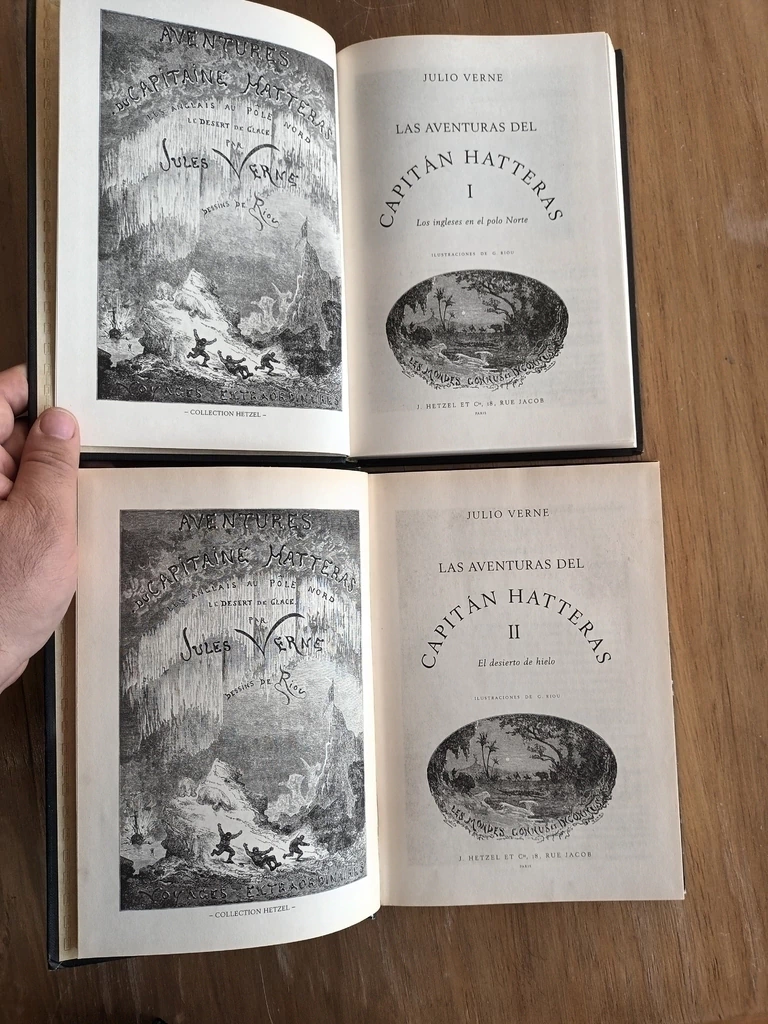 AVENTURES
DU CAPITAINE HATTERAS
LES ANGLAIS AU PÔLE NORD
LE DESERT DE GLACE
PAR
JULES VERNE
DESSINS DE RIOU
VOYAGES EXTRAORDINAIRES
– COLLECTION HETZEL –
JULIO VERNE
LAS AVENTURAS DEL
CAPITÁN HATTERAS
I
Los ingleses en el polo Norte
ILUSTRACIONES DE G. RIOU
LES MONDES CONNUS ET INCONNUS
J. HETZEL ET Cie, 18, RUE JACOB
PARIS
AVENTURES
DU CAPITAINE HATTERAS
LES ANGLAIS AU PÔLE NORD
LE DESERT DE GLACE
PAR
JULES VERNE
DESSINS DE RIOU
VOYAGES EXTRAORDINAIRES
– COLLECTION HETZEL –
JULIO VERNE
LAS AVENTURAS DEL
CAPITÁN HATTERAS
II
El desierto de hielo
ILUSTRACIONES DE G. RIOU
LES MONDES CONNUS ET INCONNUS
J. HETZEL ET Cie, 18, RUE JACOB
PARIS